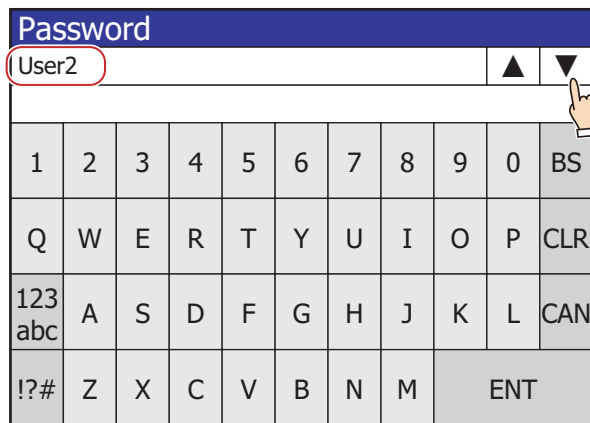 Password
User2 ▲ ▼
1 2 3 4 5 6 7 8 9 0 BS
Q W E R T Y U I O P CLR
123 abc A S D F G H J K L CAN
!?# Z X C V B N M ENT